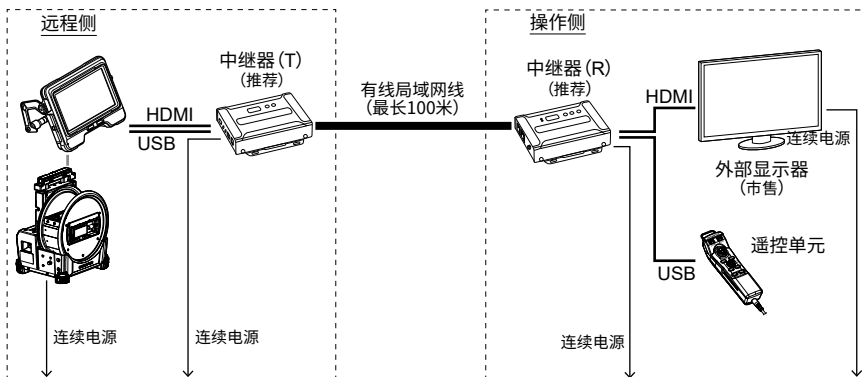 远程侧
操作侧
中继器(T)
(推荐)
有线局域网线
(最长100米)
中继器(R)
(推荐)
HDMI
USB
HDMI
连续电源
外部显示器
(市售)
遥控单元
USB
连续电源
连续电源
连续电源